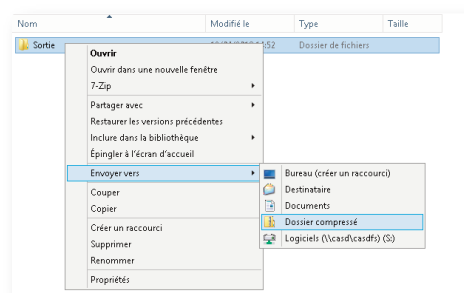 Nom Modifié le Type Taille
Sortie :52 Dossier de fichiers
Ouvrir
Ouvrir dans une nouvelle fenêtre
7-Zip
Partager avec
Restaurer les versions précédentes
Inclure dans la bibliothèque
Épingler à l'écran d'accueil
Envoyer vers
Bureau (créer un raccourci)
Destinataire
Documents
Dossier compressé
Logiciels (\\casd\casdfs) (S:)
Couper
Copier
Créer un raccourci
Supprimer
Renommer
Propriétés